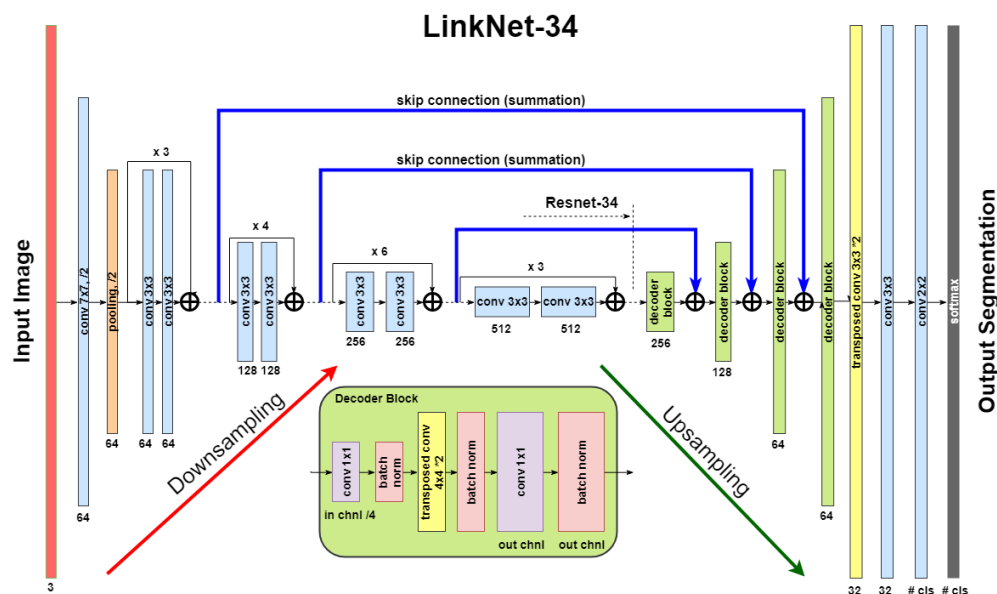 LinkNet-34
skip connection (summation)
skip connection (summation)
Resnet-34
x 3
x 4
x 6
x 3
Input Image
conv 7x7, /2
pooling, /2
conv 3x3
conv 3x3
conv 3x3
conv 3x3
conv 3x3
conv 3x3
conv 3x3
conv 3x3
decoder
block
decoder block
decoder block
decoder block
transposed conv 3x3 *2
conv 3x3
conv 2x2
softmax
Output Segmentation
3
64
64
64
64
128
128
256
256
512
512
256
128
64
64
32
32
# cls
# cls
Downsampling
Upsampling
Decoder Block
conv 1x1
batch
norm
transposed conv
4x4 *2
batch norm
conv 1x1
batch norm
in chnl /4
out chnl
out chnl